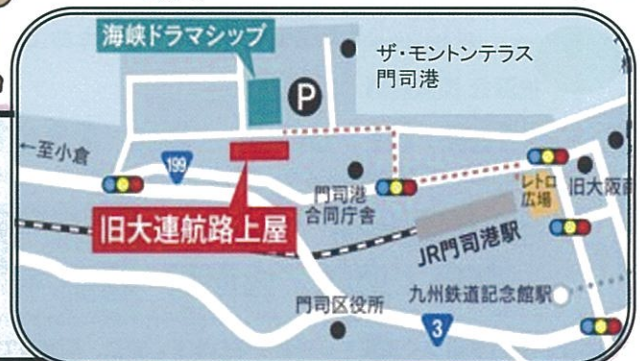 海峡ドラマシップ
ザ・モントンテラス
門司港
P
←至小倉
199
門司港
合同庁舎
レトロ
広場
旧大阪商
旧大連航路上屋
JR門司港駅
九州鉄道記念館駅
門司区役所
3